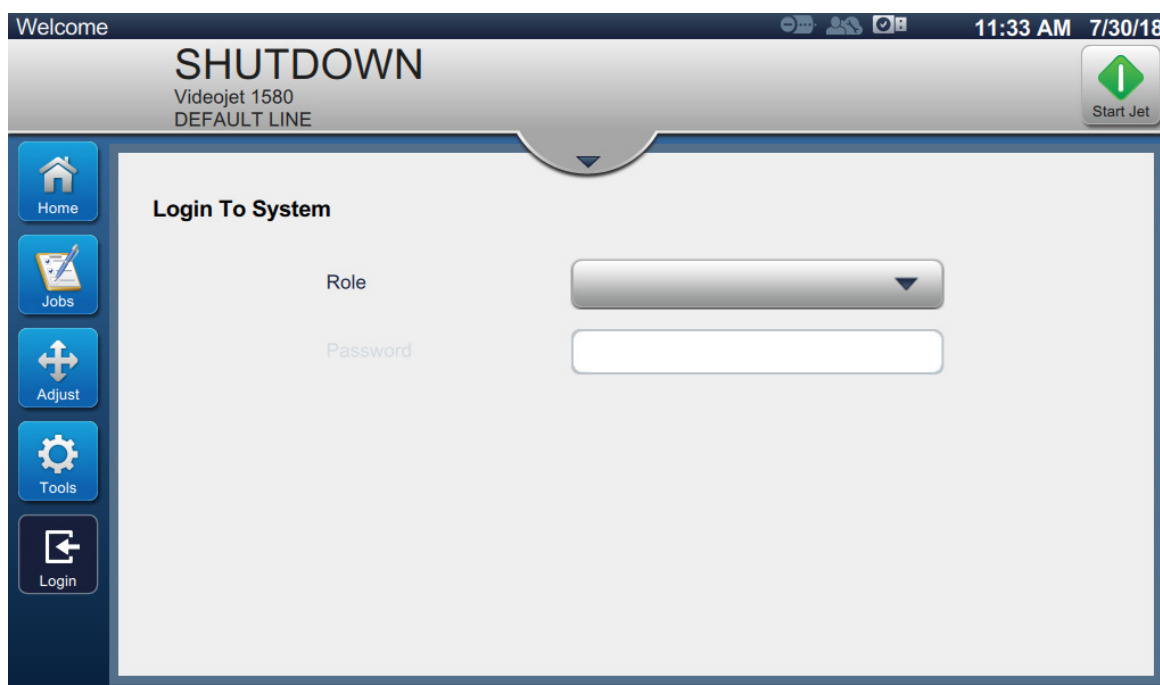 Welcome
11:33 AM 7/30/18
SHUTDOWN
Videojet 1580
DEFAULT LINE
Start Jet
Home
Jobs
Adjust
Tools
Login
Login To System
Role
Password